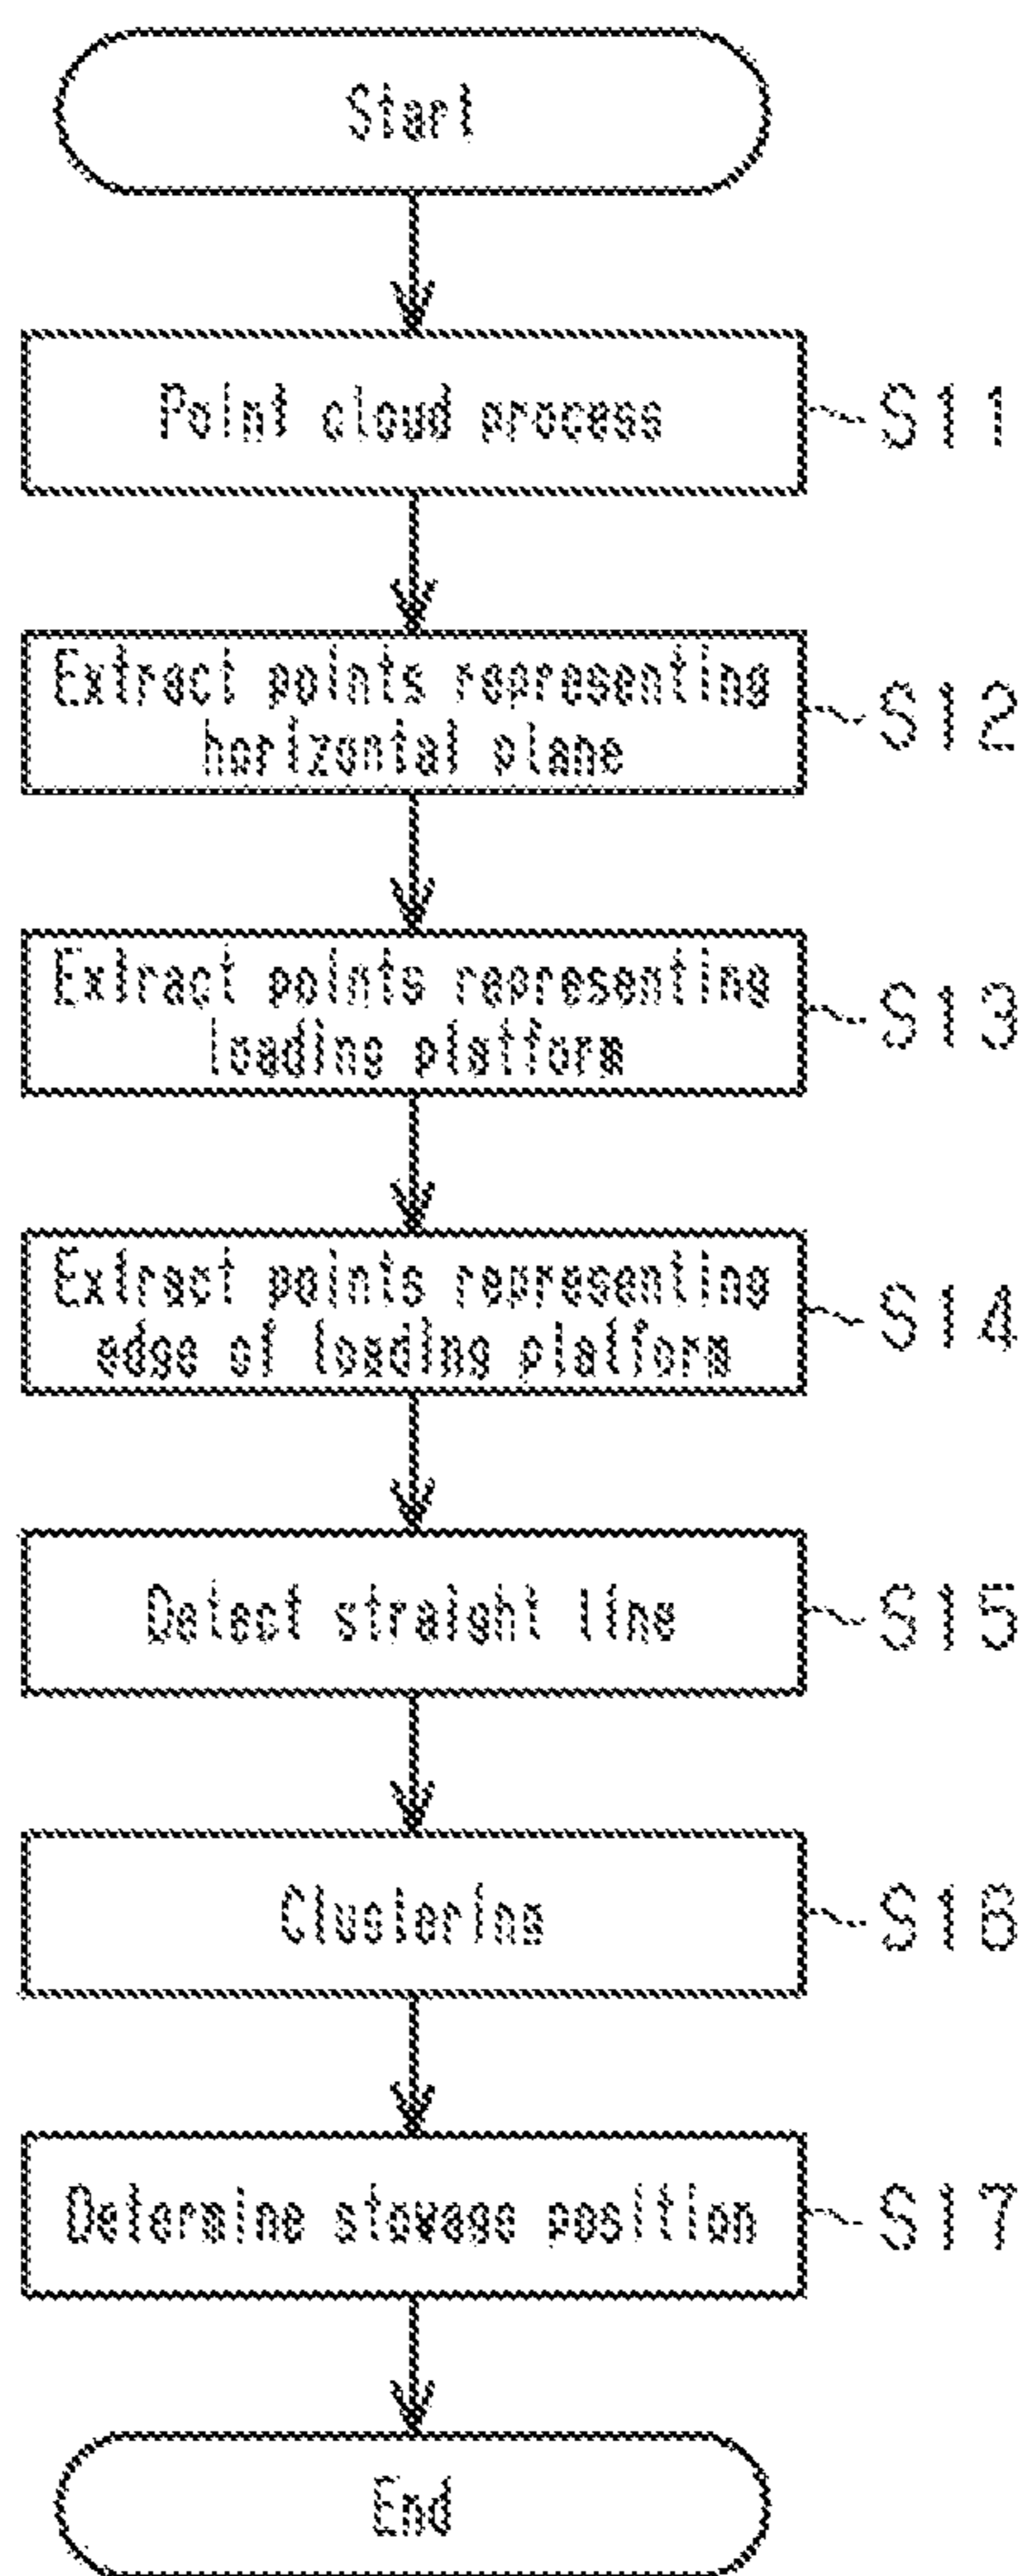 Start
Point cloud process
S11
Extract points representing
horizontal plane
S12
Extract points representing
loading platform
S13
Extract points representing
edge of loading platform
S14
Detect straight line
S15
Clustering
S16
Determine stowage position
S17
End